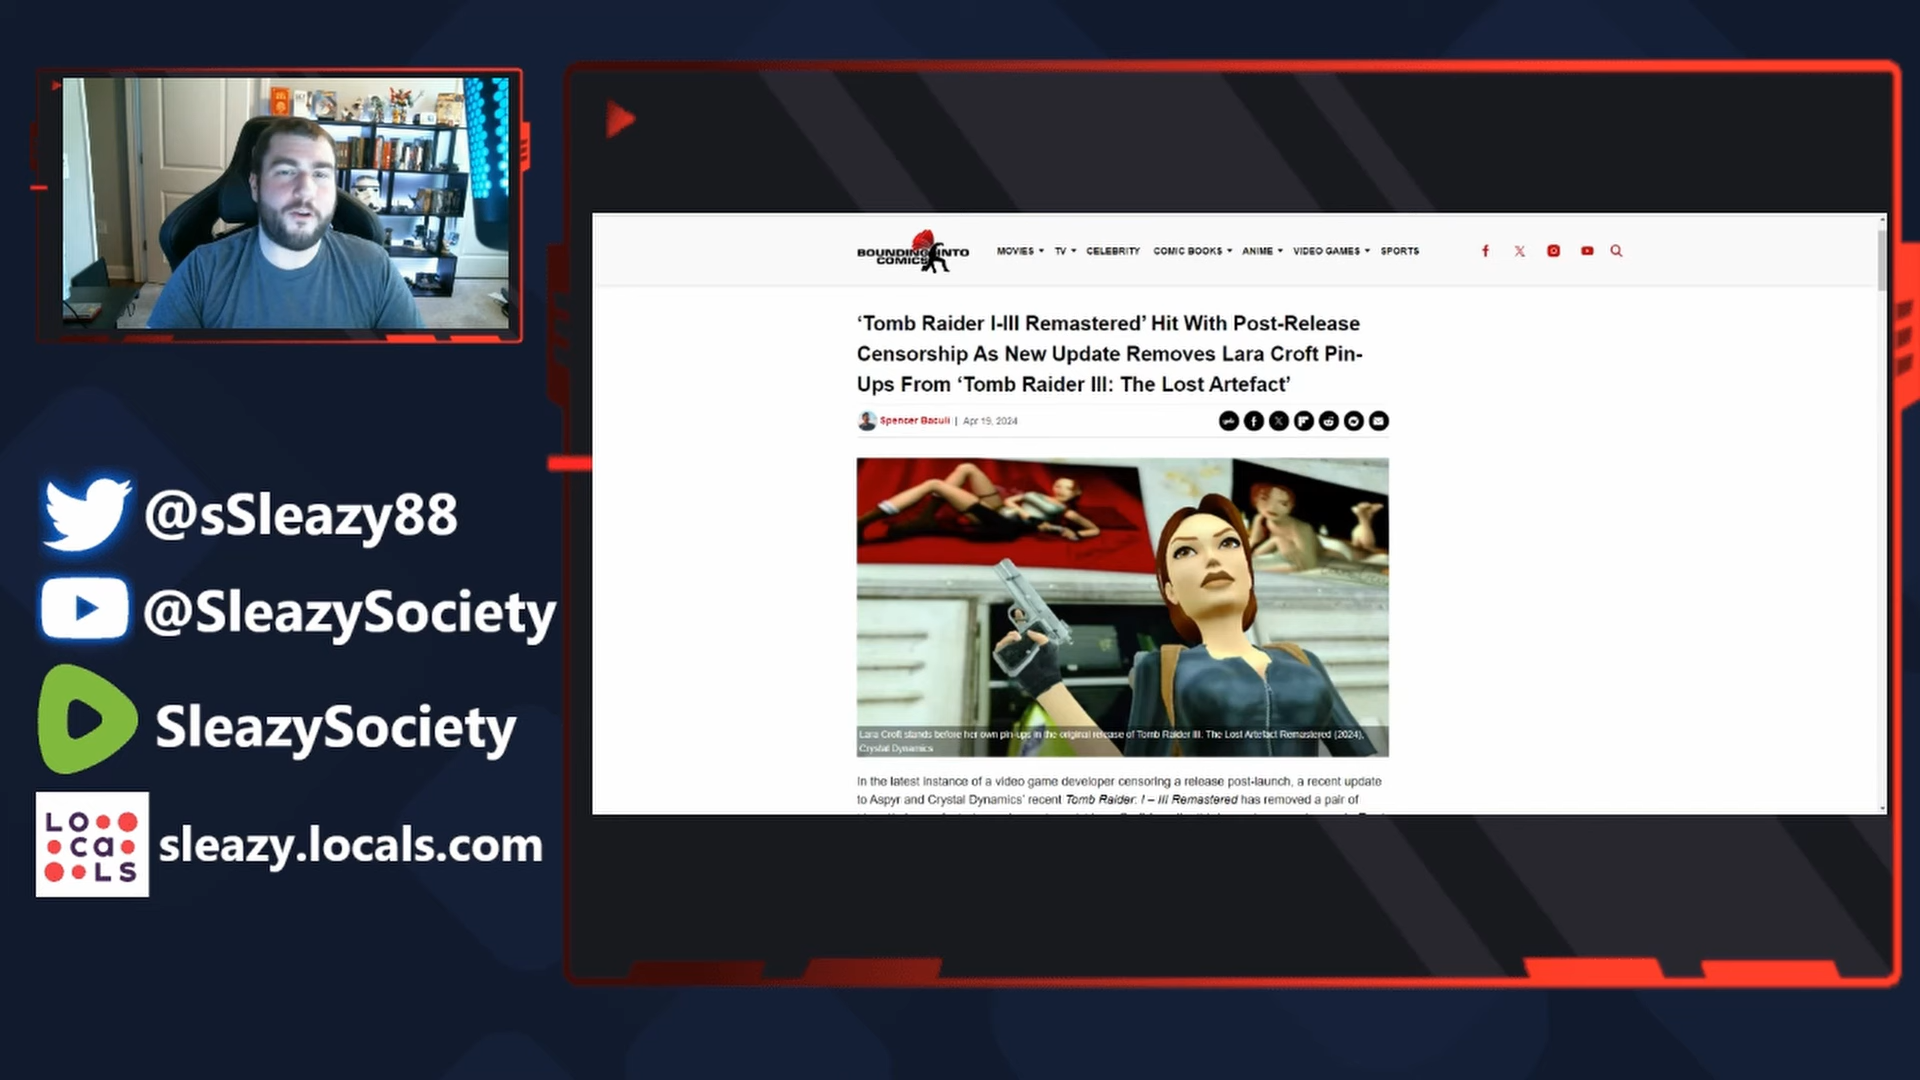 @sSleazy88
@SleazySociety
SleazySociety
LOCALS
sleazy.locals.com
BOUNDING INTO
COMICS
MOVIES TV CELEBRITY COMIC BOOKS ANIME VIDEO GAMES SPORTS
‘Tomb Raider I-III Remastered’ Hit With Post-Release
Censorship As New Update Removes Lara Croft Pin-
Ups From ‘Tomb Raider III: The Lost Artefact’
Spencer Baculi | Apr 19, 2024
Lara Croft stands before her own pin-ups in the original release of Tomb Raider III: The Lost Artefact Remastered (2024),
Crystal Dynamics
In the latest instance of a video game developer censoring a release post-launch, a recent update
to Aspyr and Crystal Dynamics’ recent Tomb Raider: I – III Remastered has removed a pair of